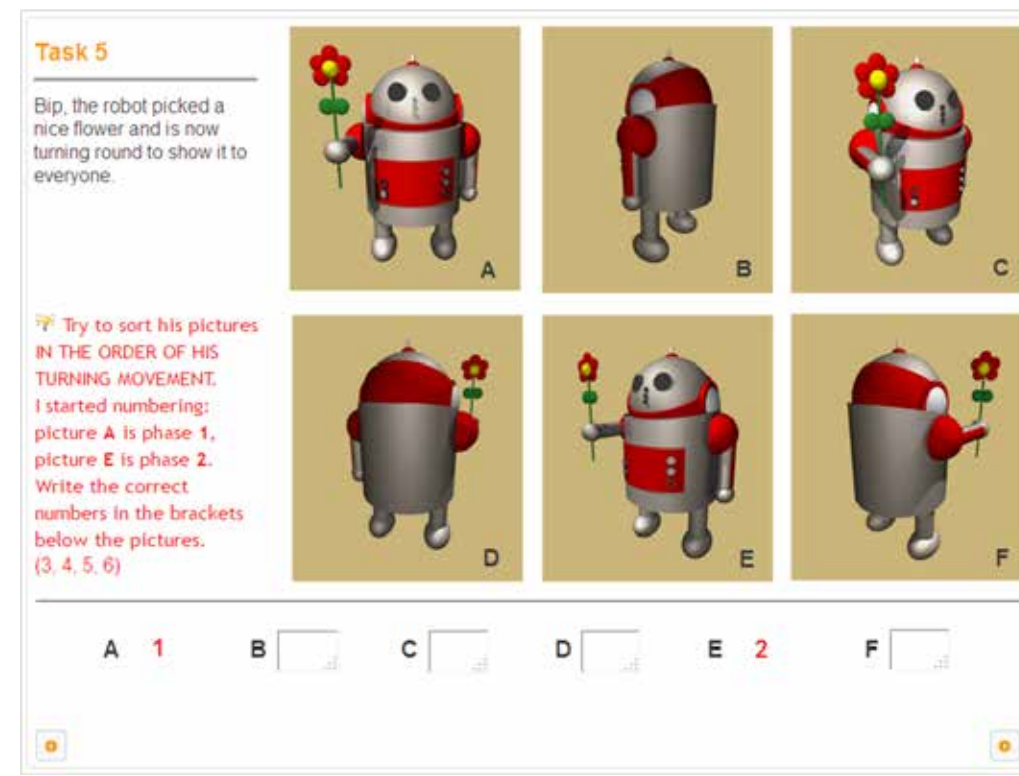 Task 5
Bip, the robot picked a
nice flower and is now
turning round to show it to
everyone.
A
B
C
Try to sort his pictures
IN THE ORDER OF HIS
TURNING MOVEMENT.
I started numbering:
picture A is phase 1,
picture E is phase 2.
Write the correct
numbers in the brackets
below the pictures.
(3, 4, 5, 6)
D
E
F
A 1 B C D E 2 F